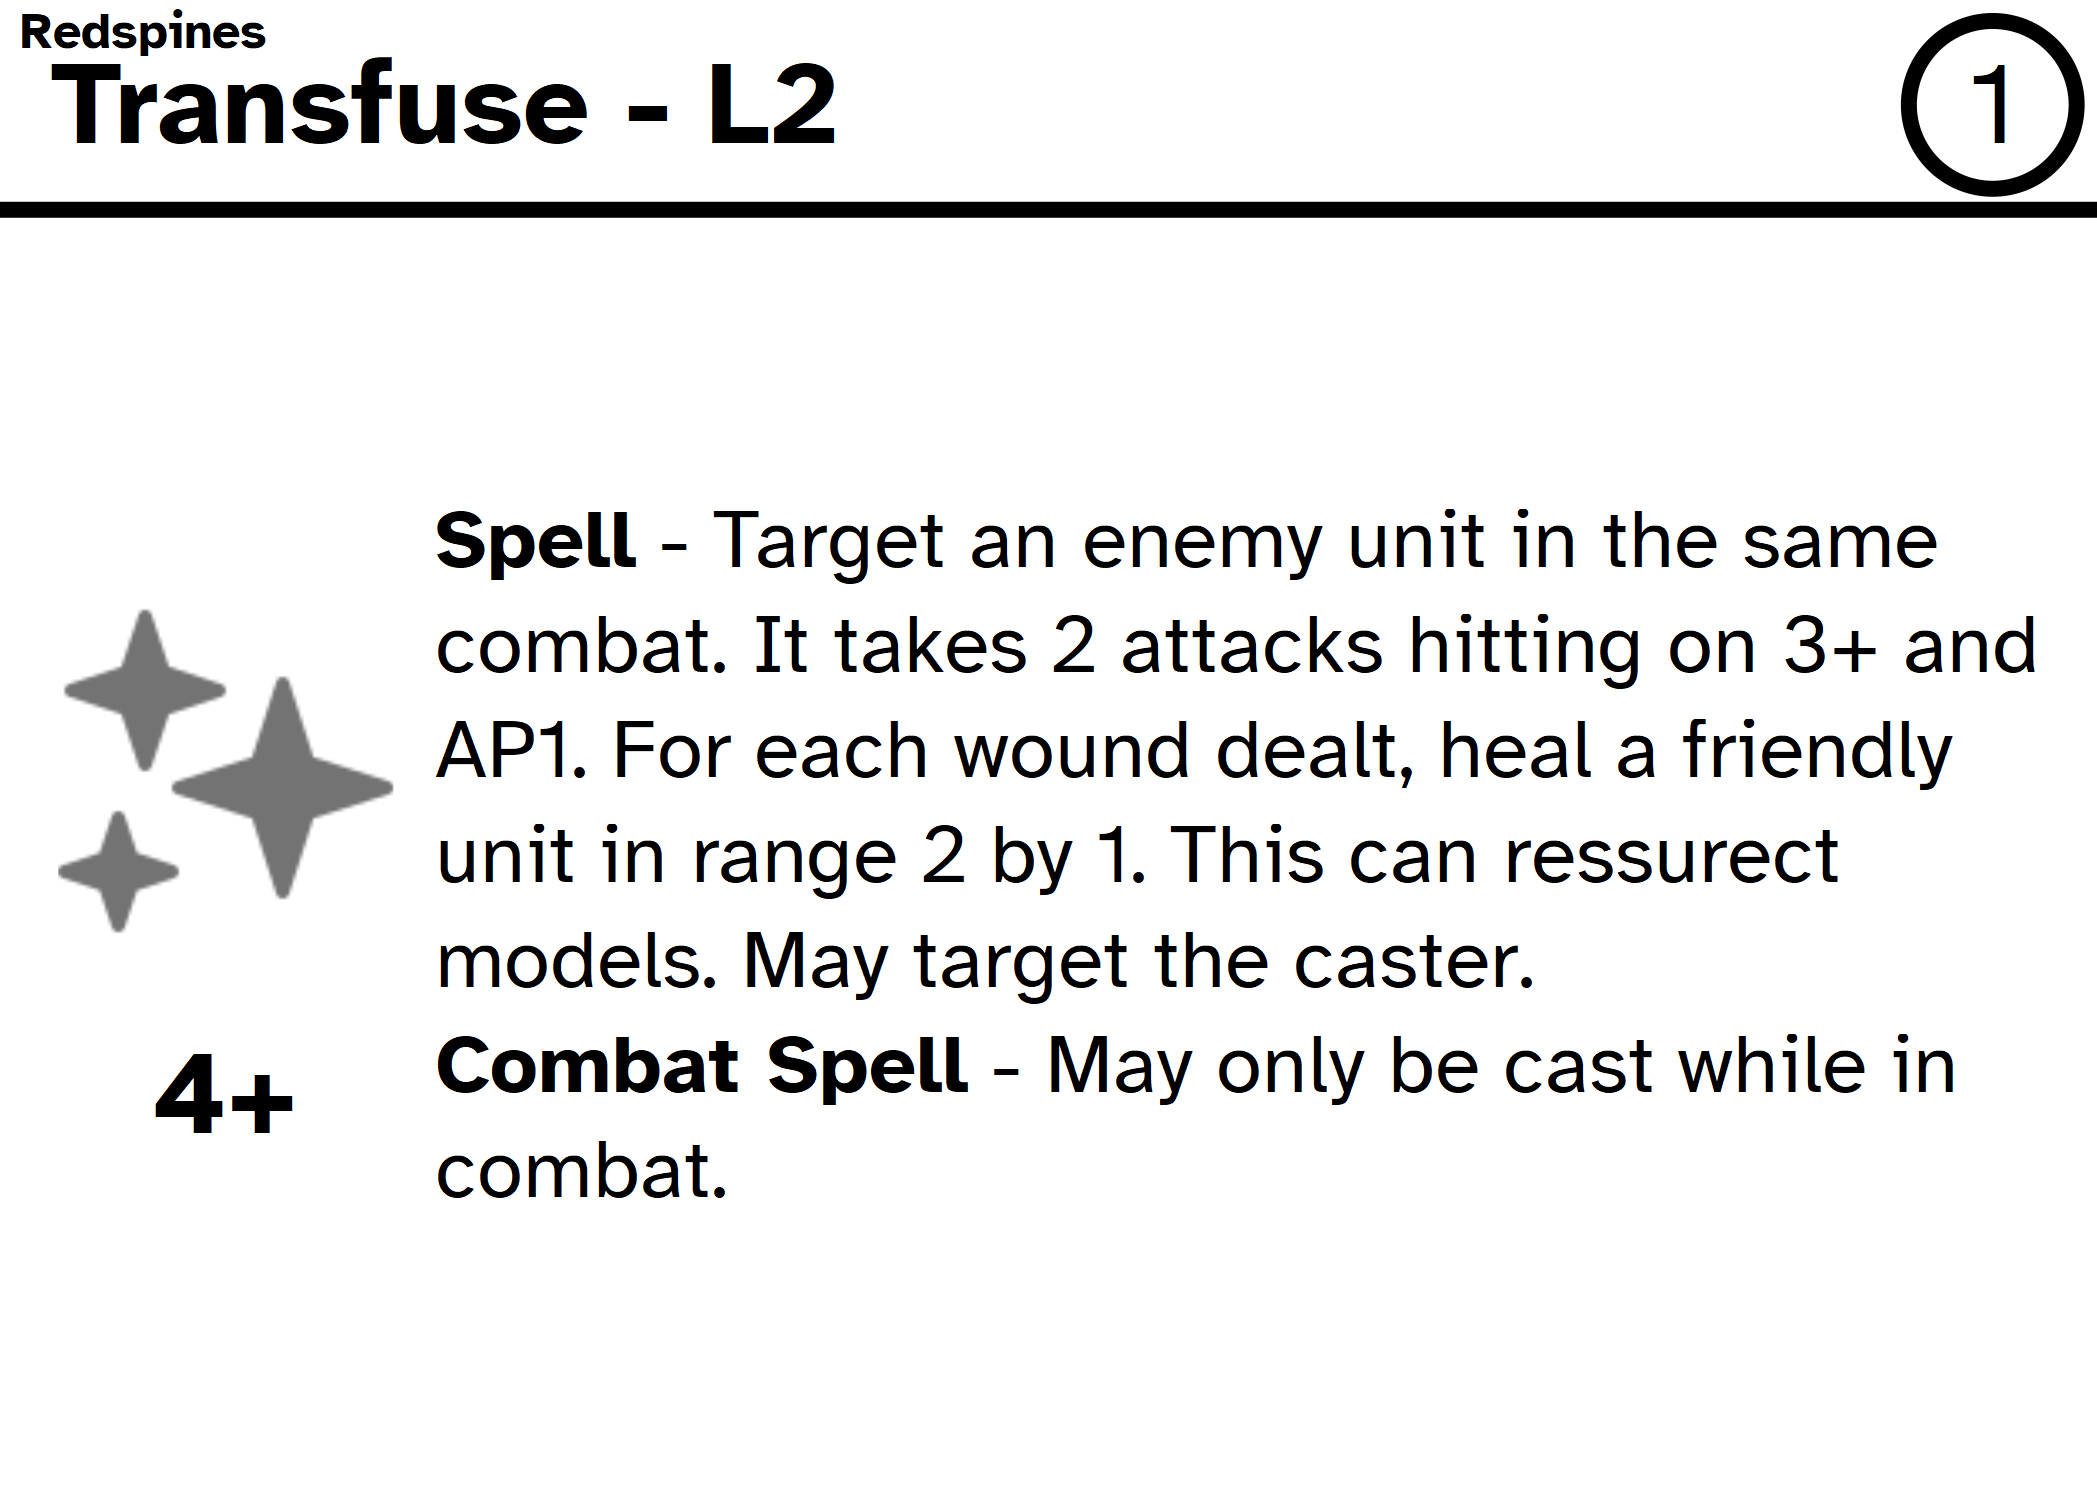 Redspines
Transfuse - L2
1
Spell - Target an enemy unit in the same
combat. It takes 2 attacks hitting on 3+ and
AP1. For each wound dealt, heal a friendly
unit in range 2 by 1. This can ressurect
models. May target the caster.
4+
Combat Spell - May only be cast while in
combat.